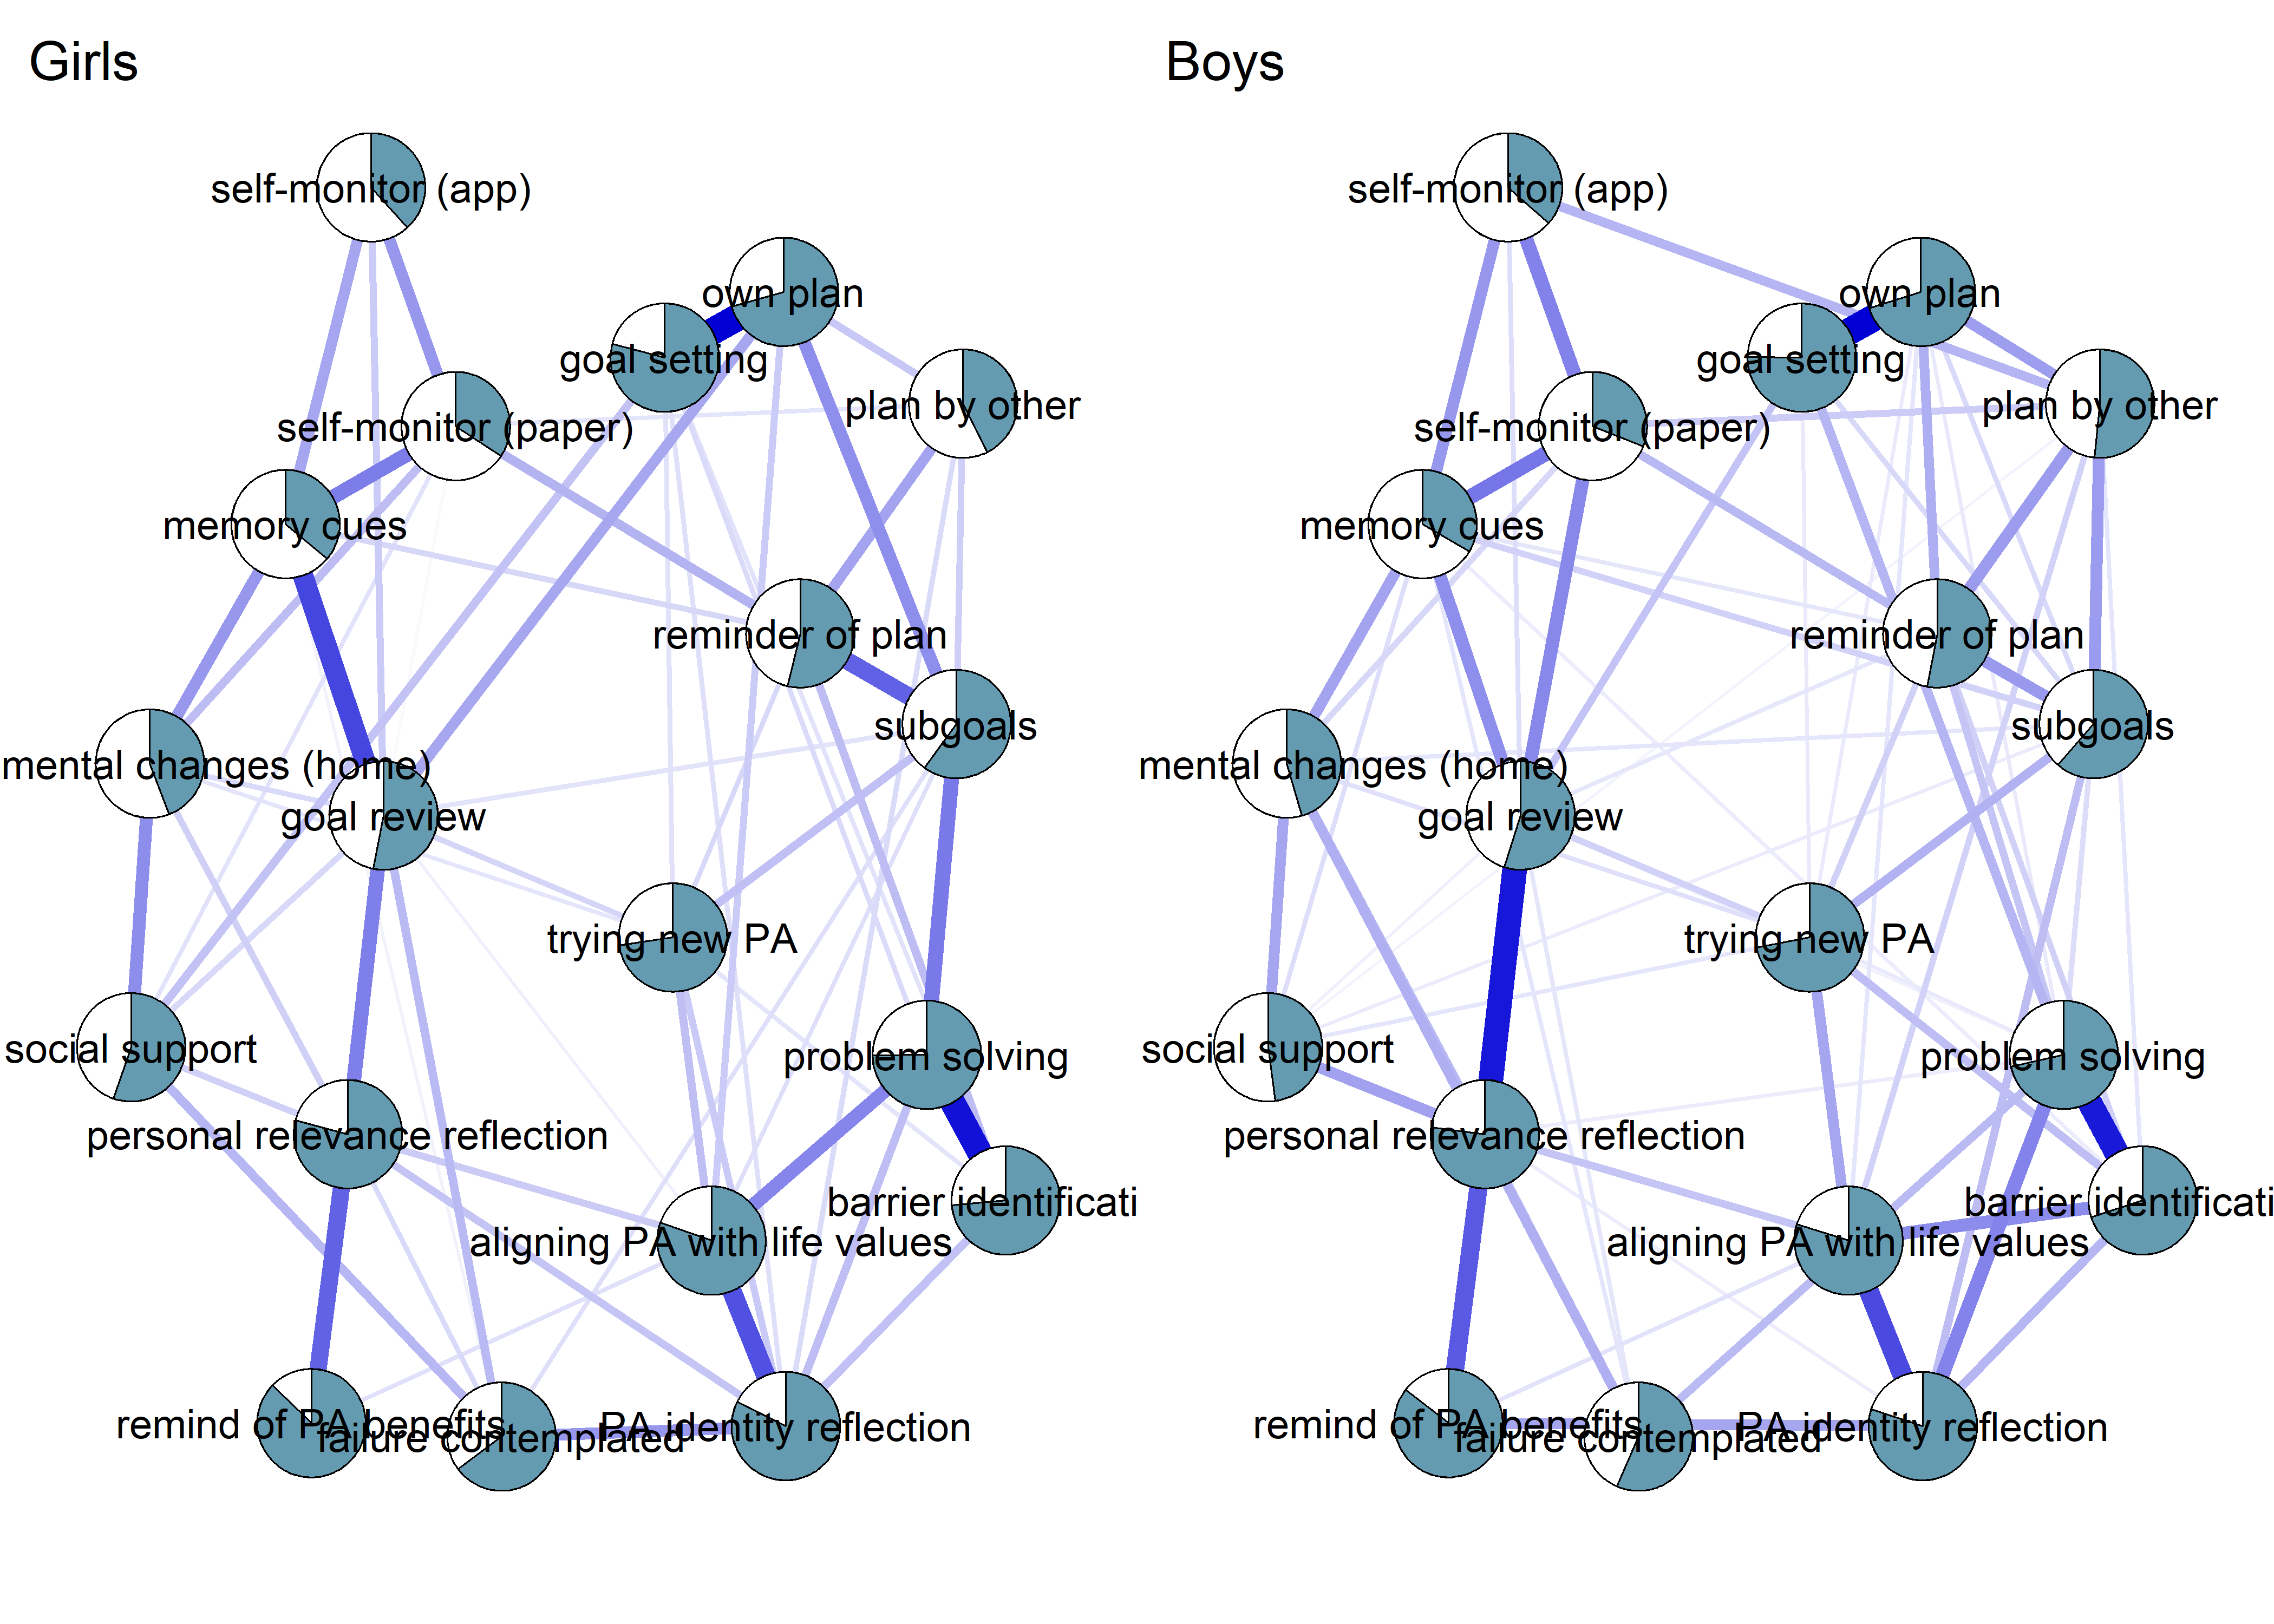 Girls
self-monitor (app)
own plan
goal setting
plan by other
self-monitor (paper)
memory cues
reminder of plan
subgoals
mental changes (home)
goal review
trying new PA
social support
problem solving
personal relevance reflection
barrier identificati
aligning PA with life values
remind of PA benefits
failure contemplated
PA identity reflection
Boys
self-monitor (app)
own plan
goal setting
plan by other
self-monitor (paper)
memory cues
reminder of plan
subgoals
mental changes (home)
goal review
trying new PA
social support
problem solving
personal relevance reflection
barrier identificati
aligning PA with life values
remind of PA benefits
failure contemplated
PA identity reflection